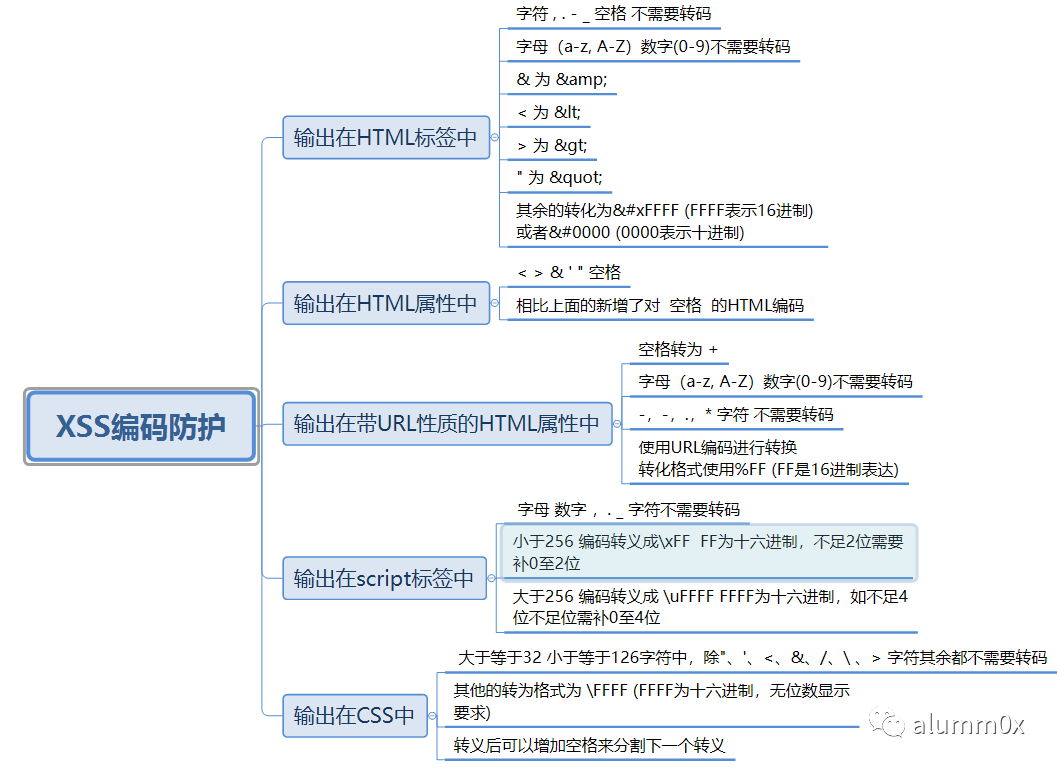 XSS编码防护
输出在HTML标签中
字符 , . - _ 空格 不需要转码
字母（a-z, A-Z）数字(0-9)不需要转码
& 为 &amp;
< 为 &lt;
> 为 &gt;
" 为 &quot;
其余的转化为&#xFFFF (FFFF表示16进制)
或者&#0000 (0000表示十进制)
输出在HTML属性中
< > & ' " 空格
相比上面的新增了对 空格 的HTML编码
输出在带URL性质的HTML属性中
空格转为 +
字母（a-z, A-Z）数字(0-9)不需要转码
-，-，.，* 字符 不需要转码
使用URL编码进行转换
转化格式使用%FF (FF是16进制表达)
输出在script标签中
字母 数字 ，. _ 字符不需要转码
小于256 编码转义成\xFF FF为十六进制，不足2位需要
补0至2位
大于256 编码转义成 \uFFFF FFFF为十六进制，如不足4
位不足位需补0至4位
输出在CSS中
大于等于32 小于等于126字符中，除"、'、<、&、/、\ 、> 字符其余都不需要转码
其他的转为格式为 \FFFF (FFFF为十六进制，无位数显示
要求)
转义后可以增加空格来分割下一个转义
alumm0x